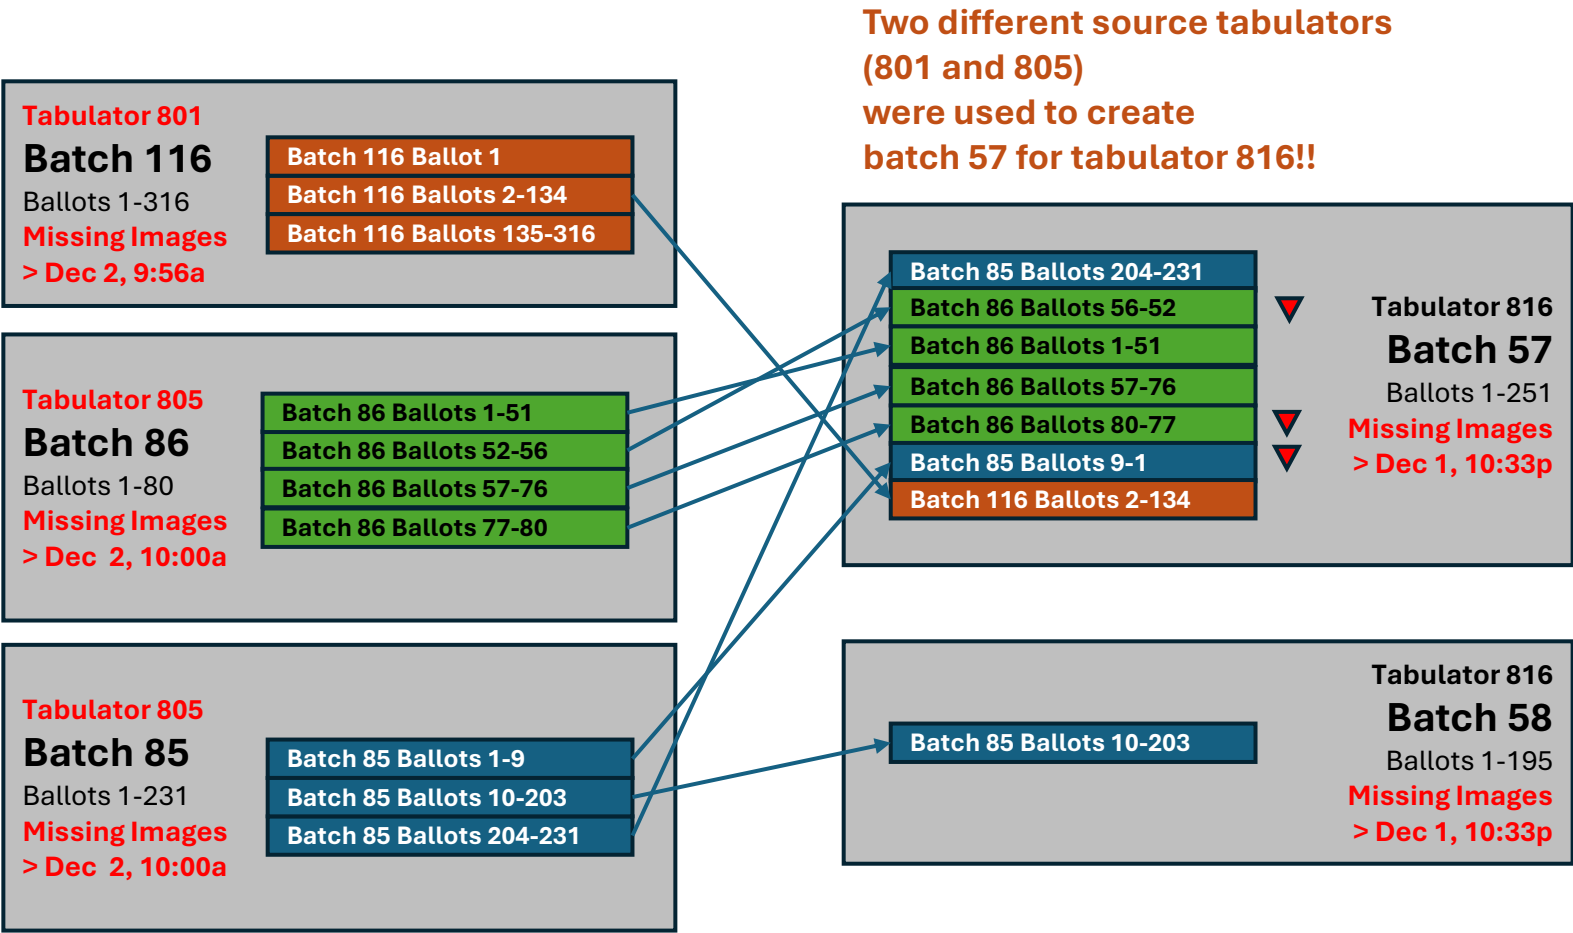 Two different source tabulators
(801 and 805)
were used to create
batch 57 for tabulator 816!!
Tabulator 801
Batch 116
Ballots 1-316
Missing Images
> Dec 2, 9:56a
Batch 116 Ballot 1
Batch 116 Ballots 2-134
Batch 116 Ballots 135-316
Tabulator 805
Batch 86
Ballots 1-80
Missing Images
> Dec  2, 10:00a
Batch 86 Ballots 1-51
Batch 86 Ballots 52-56
Batch 86 Ballots 57-76
Batch 86 Ballots 77-80
Tabulator 805
Batch 85
Ballots 1-231
Missing Images
> Dec  2, 10:00a
Batch 85 Ballots 1-9
Batch 85 Ballots 10-203
Batch 85 Ballots 204-231
Batch 85 Ballots 204-231
Batch 86 Ballots 56-52
Batch 86 Ballots 1-51
Batch 86 Ballots 57-76
Batch 86 Ballots 80-77
Batch 85 Ballots 9-1
Batch 116 Ballots 2-134
Tabulator 816
Batch 57
Ballots 1-251
Missing Images
> Dec 1, 10:33p
Batch 85 Ballots 10-203
Tabulator 816
Batch 58
Ballots 1-195
Missing Images
> Dec 1, 10:33p